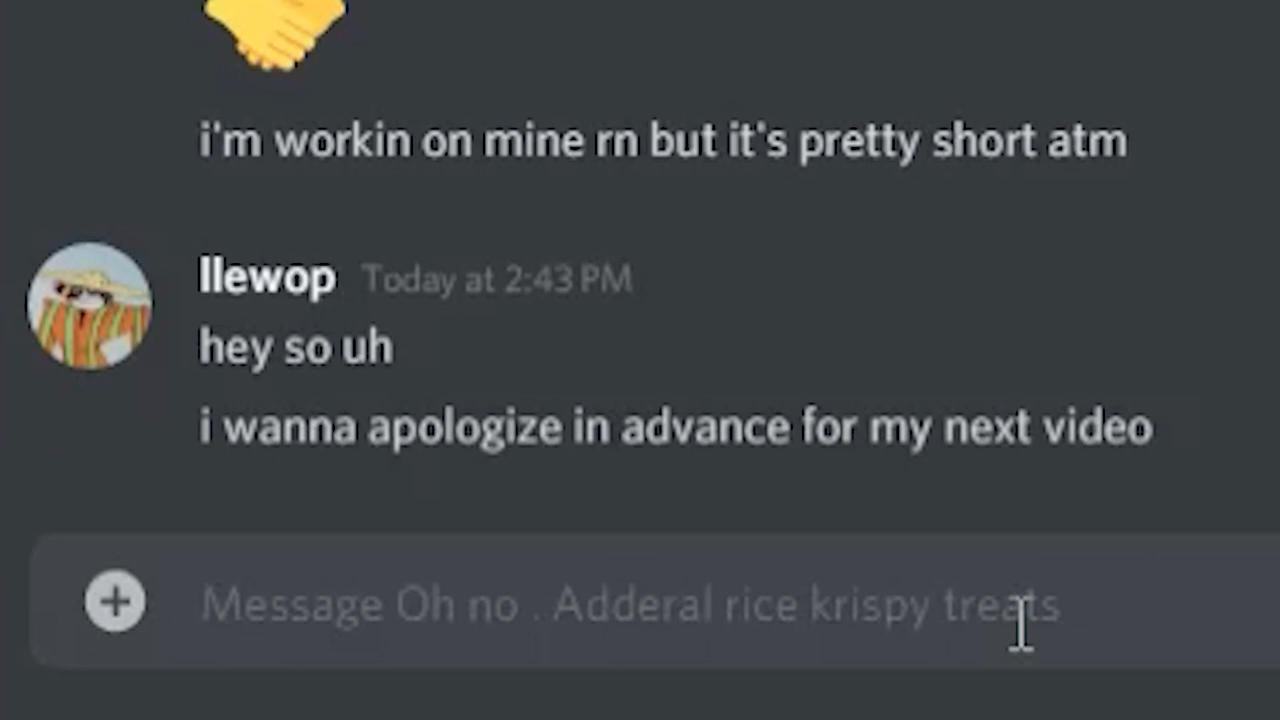 i'm workin on mine rn but it's pretty short atm
llewop Today at 2:43 PM
hey so uh
i wanna apologize in advance for my next video
Message Oh no . Adderal rice krispy treats